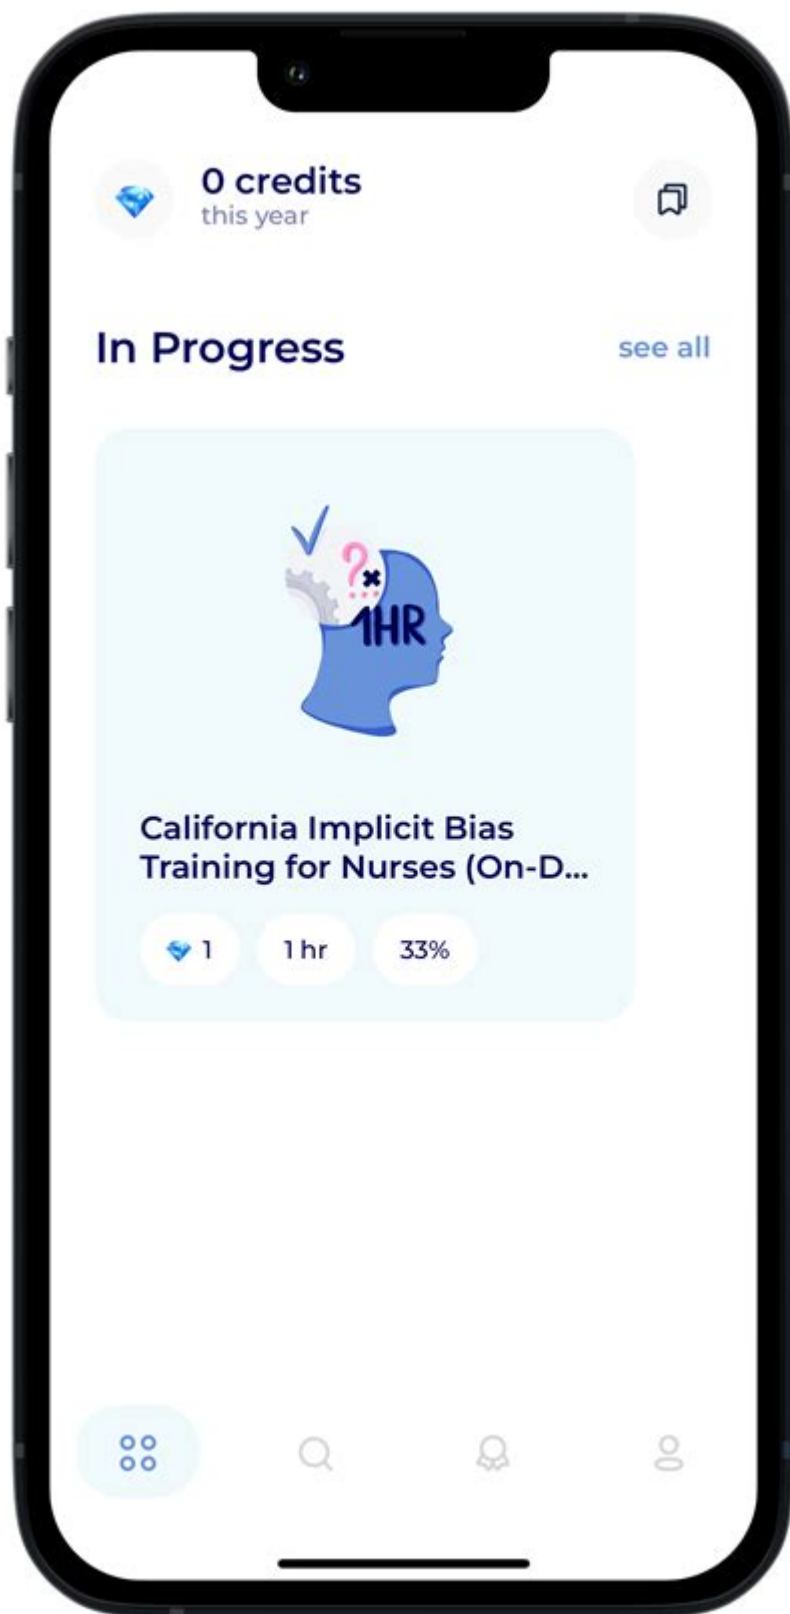 0 credits
this year
In Progress
see all
?
1HR
California Implicit Bias
Training for Nurses (On-D...
1
1 hr
33%